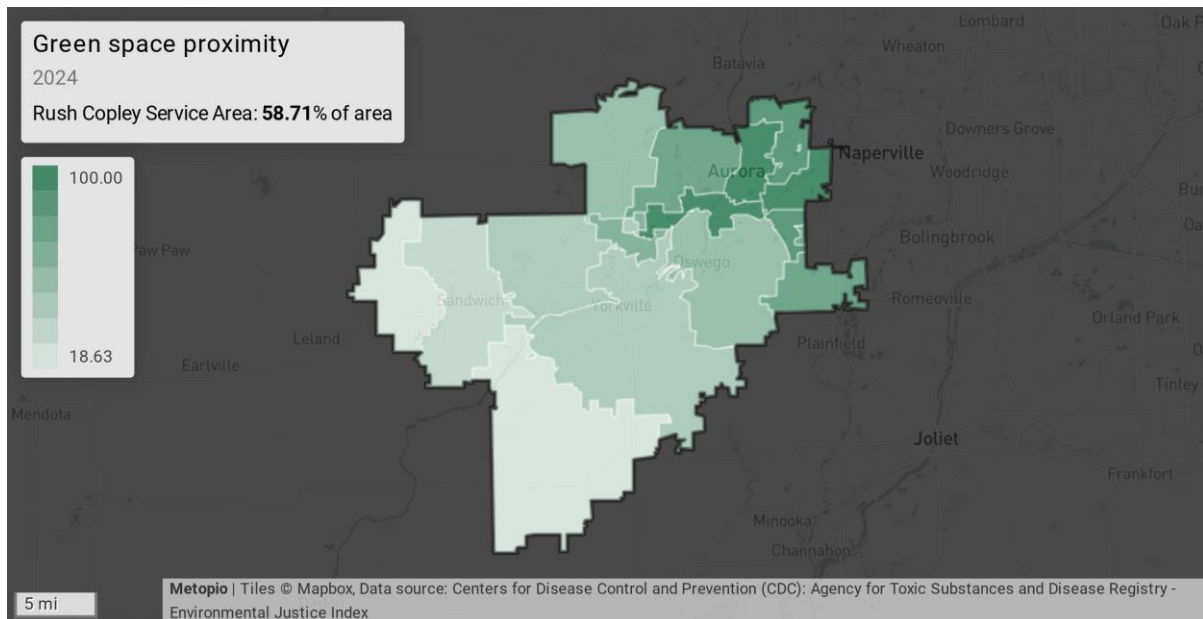 Green space proximity
2024
Rush Copley Service Area: 58.71% of area
100.00
18.63
Lombard
Oak P
Wheaton
Batavia
Downers Grove
Naperville
Woodridge
Aurora
Bolingbrook
Paw Paw
Oswego
Sandwich
Yorkville
Romeoville
Orland Park
Leland
Plainfield
Earlville
Tinley
Mendota
Joliet
Frankfort
Minooka
Channahon
5 mi
Metopio | Tiles © Mapbox, Data source: Centers for Disease Control and Prevention (CDC): Agency for Toxic Substances and Disease Registry -
Environmental Justice Index